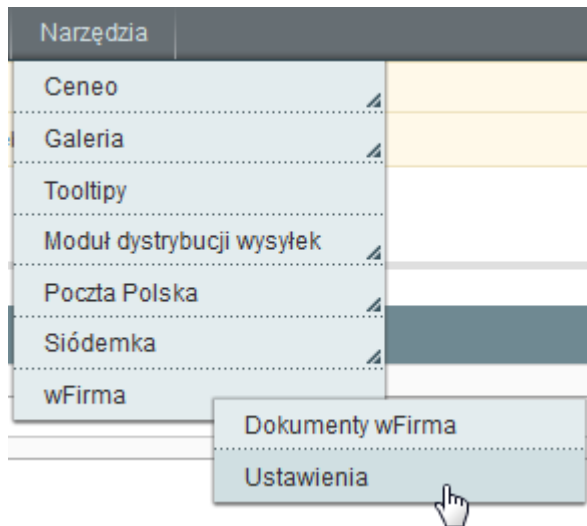 Narzędzia
Ceneo
Galeria
Tooltipy
Moduł dystrybucji wysyłek
Poczta Polska
Siódemka
wFirma
Dokumenty wFirma
Ustawienia